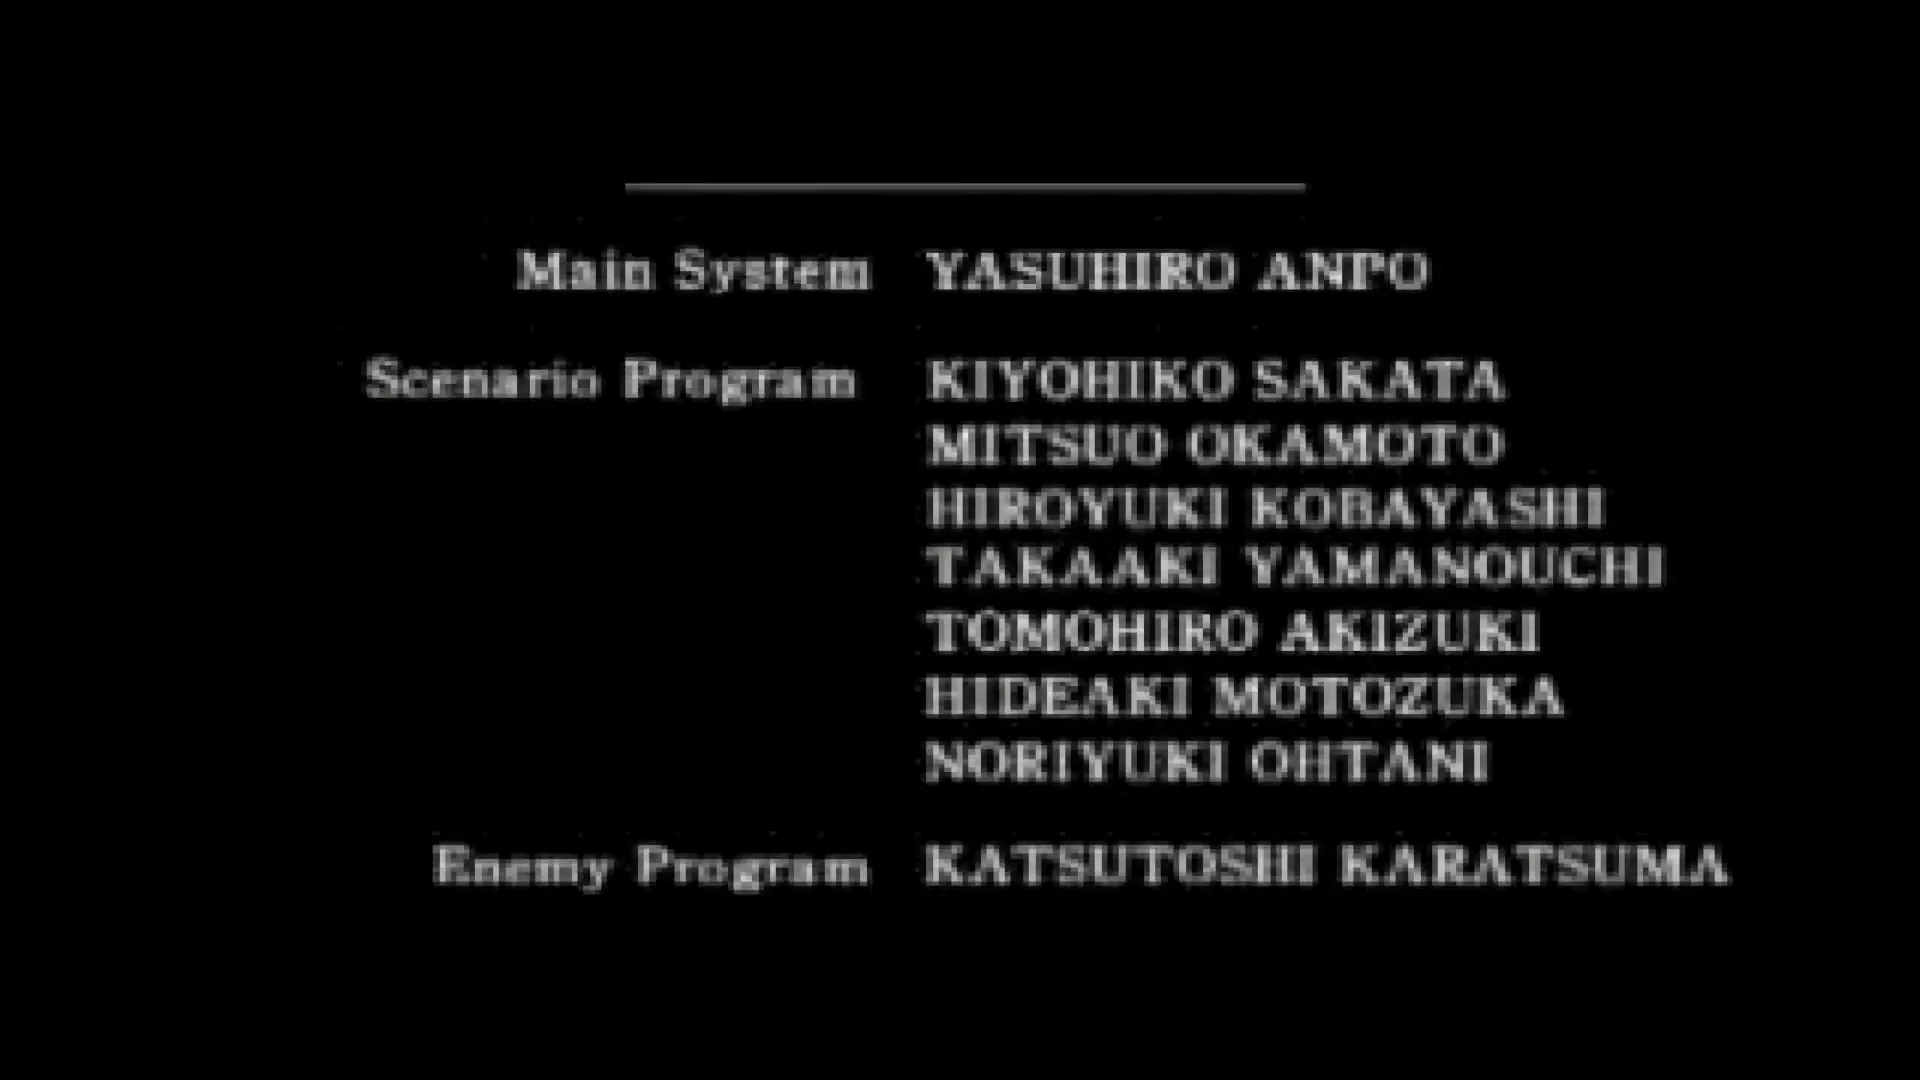 Main System YASUHIRO ANPO
Scenario Program KIYOHIKO SAKATA
MITSUO OKAMOTO
HIROYUKI KOBAYASHI
TAKAAKI YAMANOUCHI
TOMOHIRO AKIZUKI
HIDEAKI MOTOZUKA
NORIYUKI OHTANI
Enemy Program KATSUTOSHI KARATSUMA